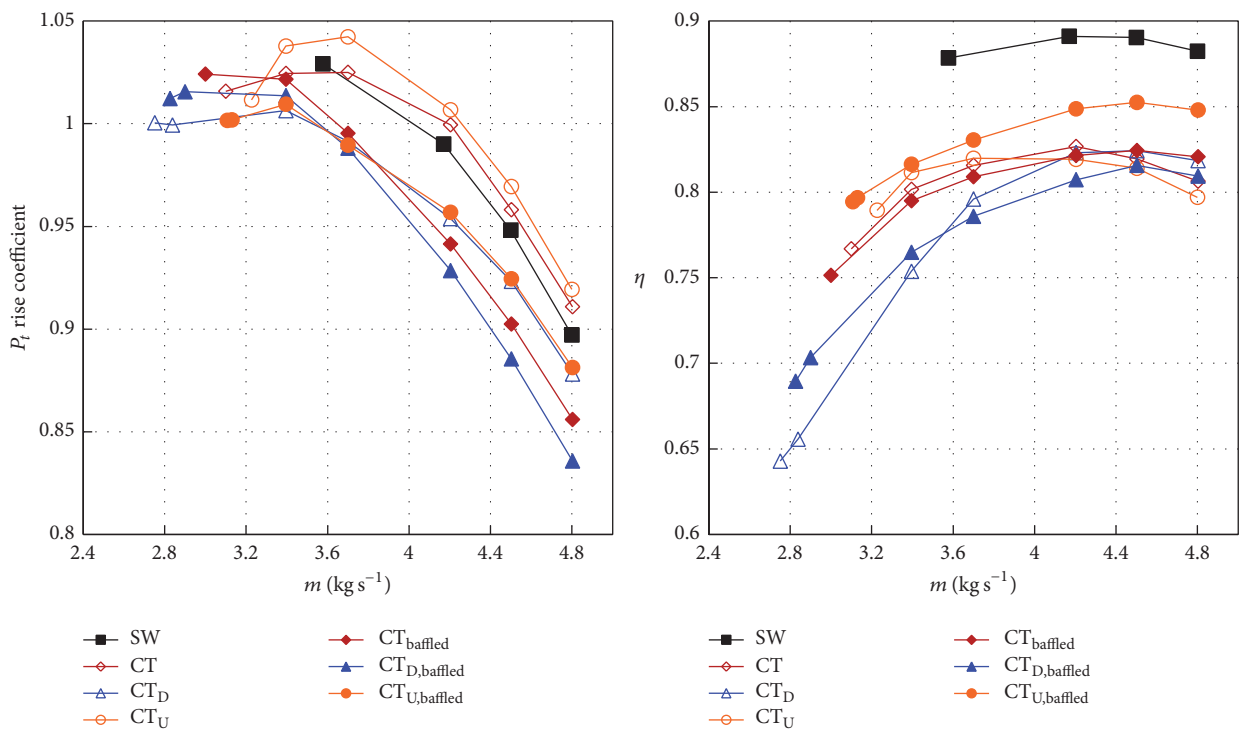 1.05
1
0.95
0.9
0.85
0.8
2.4 2.8 3.2 3.6 4 4.4 4.8
P_t rise coefficient
m (kg s⁻¹)
SW
CT
CT_D
CT_U
CT_baffled
CT_D,baffled
CT_U,baffled
0.9
0.85
0.8
0.75
0.7
0.65
0.6
2.4 2.8 3.2 3.6 4 4.4 4.8
η
m (kg s⁻¹)
SW
CT
CT_D
CT_U
CT_baffled
CT_D,baffled
CT_U,baffled